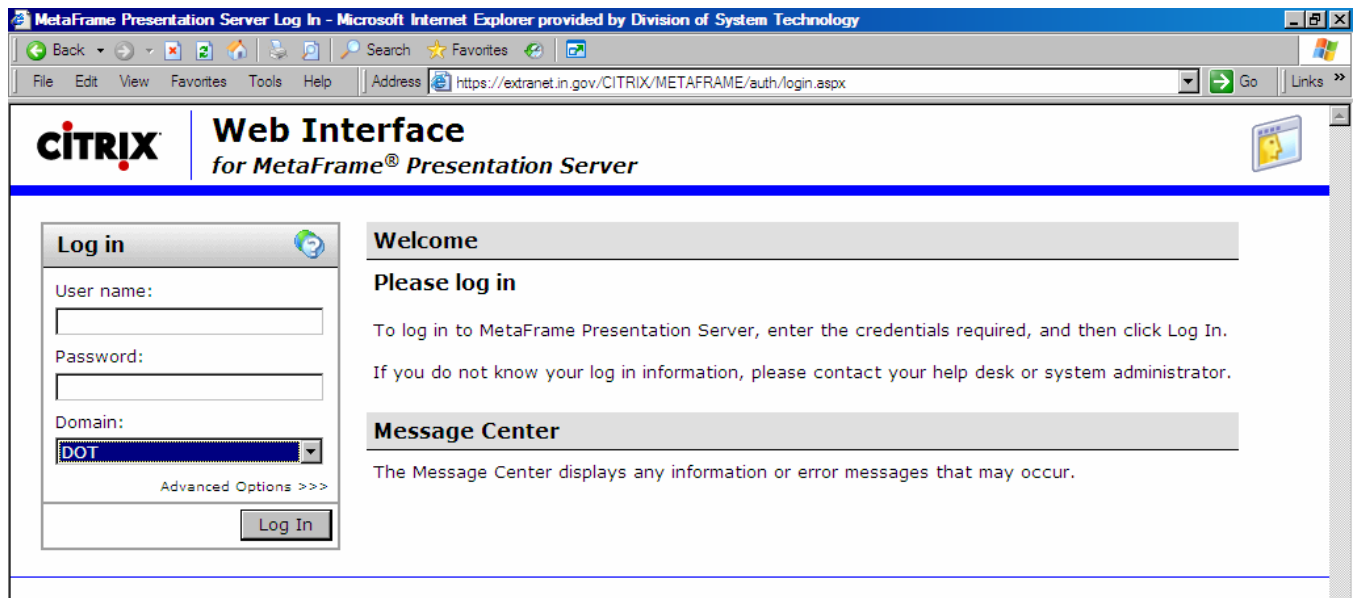 MetaFrame Presentation Server Log In - Microsoft Internet Explorer provided by Division of System Technology
Back Search Favorites
File Edit View Favorites Tools Help Address https://extranet.in.gov/CITRIX/METAFRAME/auth/login.aspx Go Links »
CITRIX Web Interface
for MetaFrame® Presentation Server
Log in
User name:
Password:
Domain:
DOT
Advanced Options >>>
Log In
Welcome
Please log in
To log in to MetaFrame Presentation Server, enter the credentials required, and then click Log In.
If you do not know your log in information, please contact your help desk or system administrator.
Message Center
The Message Center displays any information or error messages that may occur.